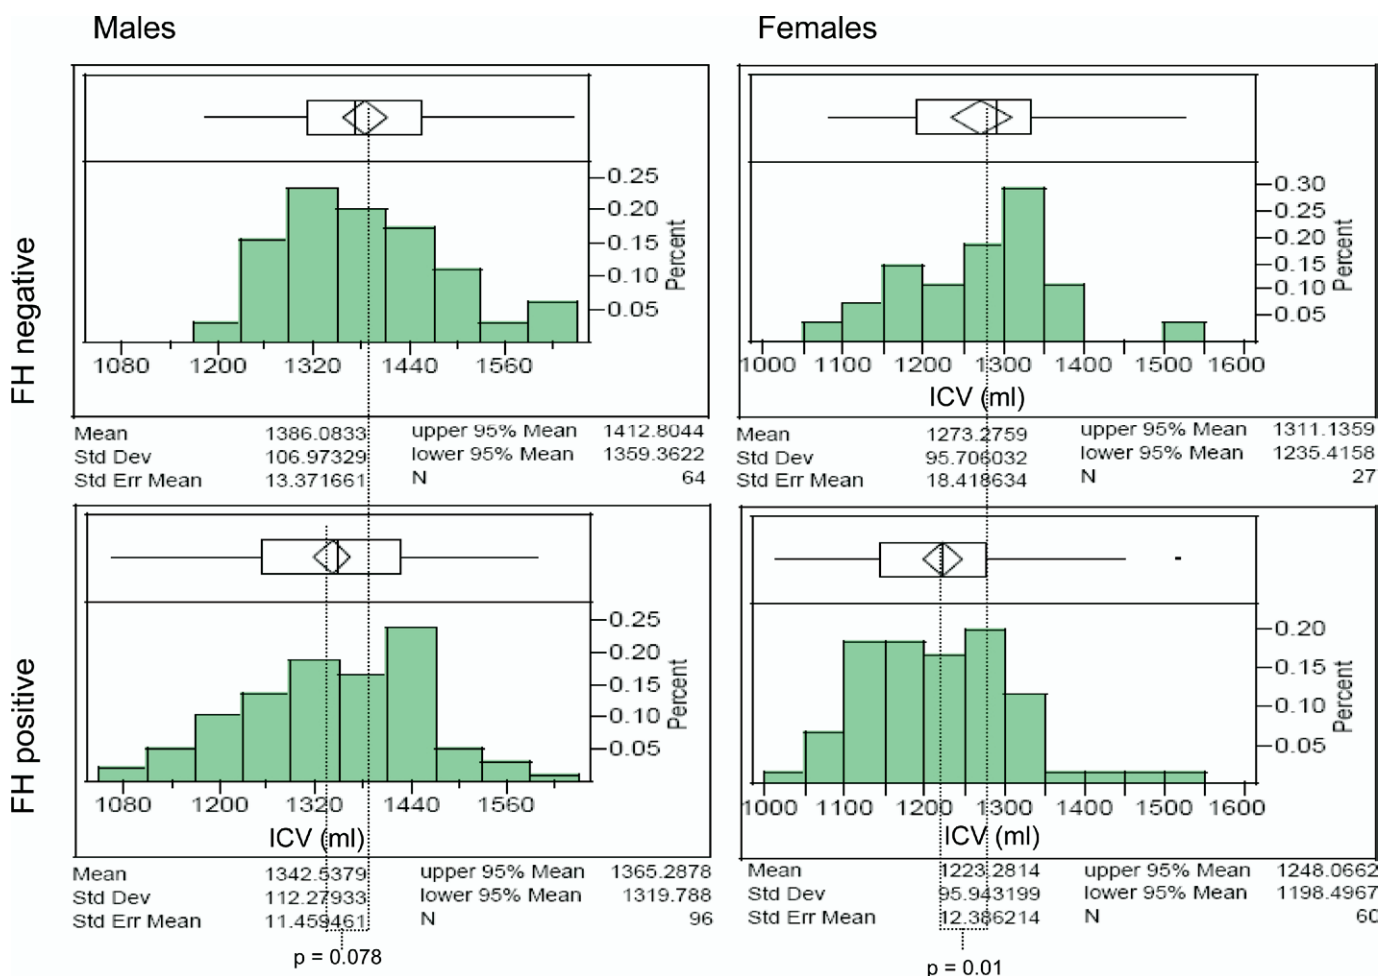 Males
Females
FH negative
0.25
0.20
0.15
0.10
0.05
Percent
1080 1200 1320 1440 1560
0.30
0.25
0.20
0.15
0.10
0.05
Percent
1000 1100 1200 1300 1400 1500 1600
ICV (ml)
Mean 1386.0833 upper 95% Mean 1412.8044
Std Dev 106.97329 lower 95% Mean 1359.3622
Std Err Mean 13.371661 N 64
Mean 1273.2759 upper 95% Mean 1311.1359
Std Dev 95.706032 lower 95% Mean 1235.4158
Std Err Mean 18.418634 N 27
FH positive
0.25
0.20
0.15
0.10
0.05
Percent
1080 1200 1320 1440 1560
ICV (ml)
0.20
0.15
0.10
0.05
Percent
1000 1100 1200 1300 1400 1500 1600
ICV (ml)
Mean 1342.5379 upper 95% Mean 1365.2878
Std Dev 112.27933 lower 95% Mean 1319.788
Std Err Mean 11.459461 N 96
p = 0.078
Mean 1223.2814 upper 95% Mean 1248.0662
Std Dev 95.943199 lower 95% Mean 1198.4967
Std Err Mean 12.386214 N 60
p = 0.01